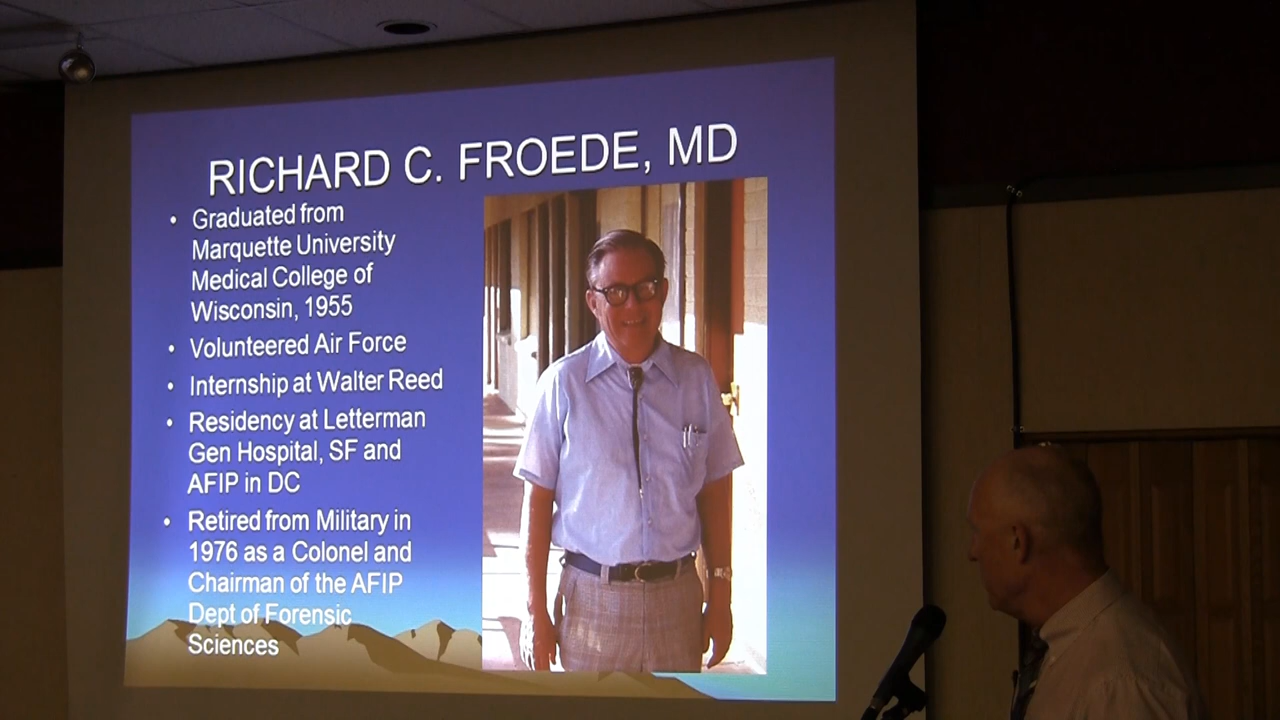 RICHARD C. FROEDE, MD
• Graduated from
Marquette University
Medical College of
Wisconsin, 1955
• Volunteered Air Force
• Internship at Walter Reed
• Residency at Letterman
Gen Hospital, SF and
AFIP in DC
• Retired from Military in
1976 as a Colonel and
Chairman of the AFIP
Dept of Forensic
Sciences